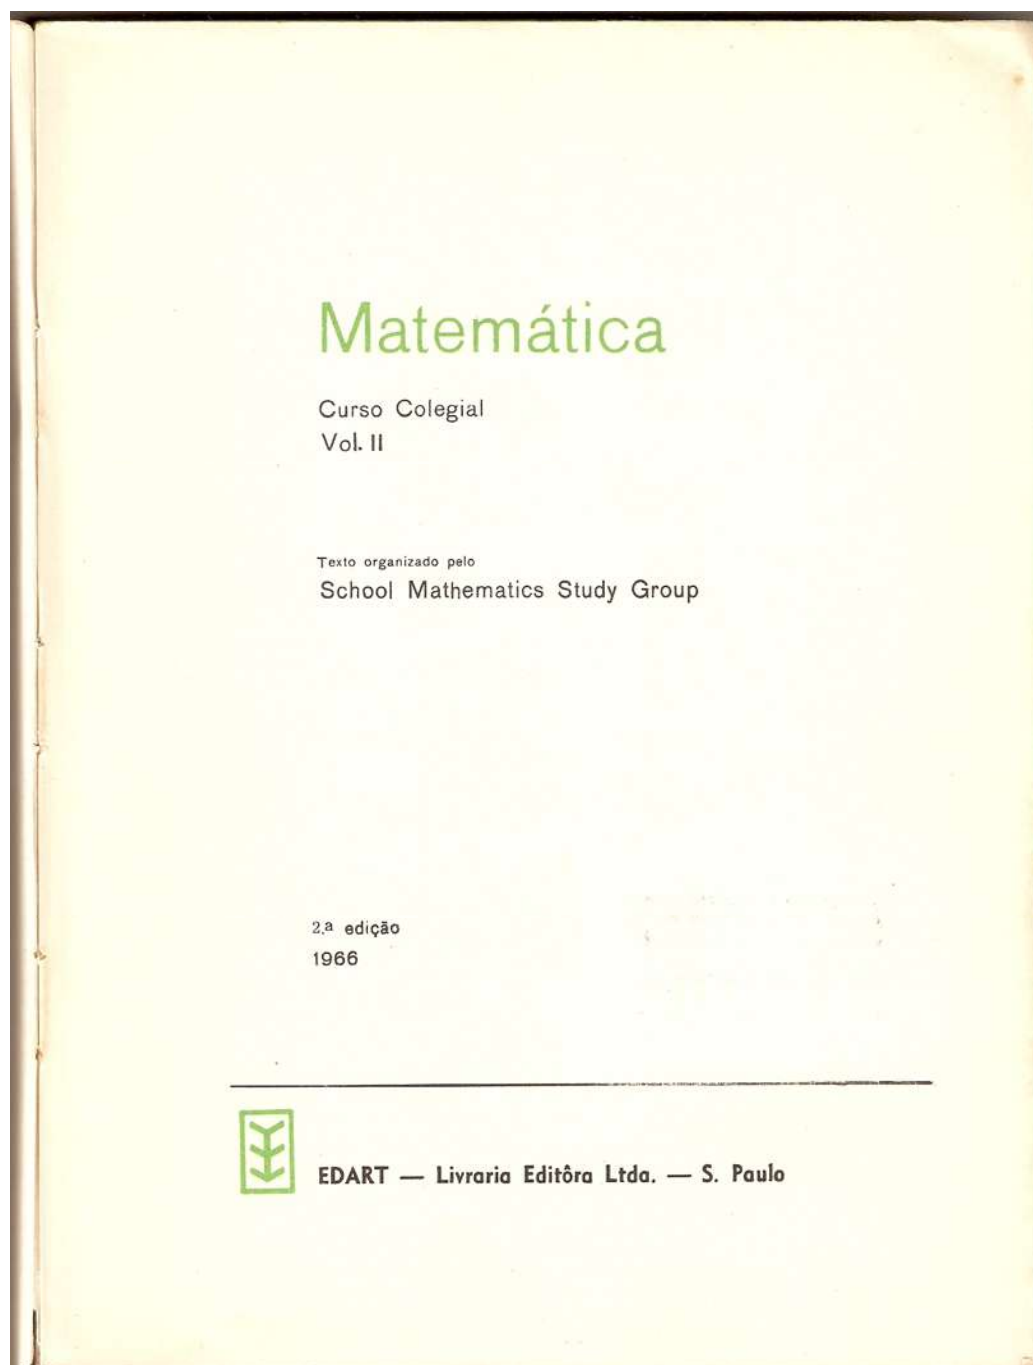 Matemática
Curso Colegial
Vol. II
Texto organizado pelo
School Mathematics Study Group
2.ª edição
1966
EDART — Livraria Editôra Ltda. — S. Paulo